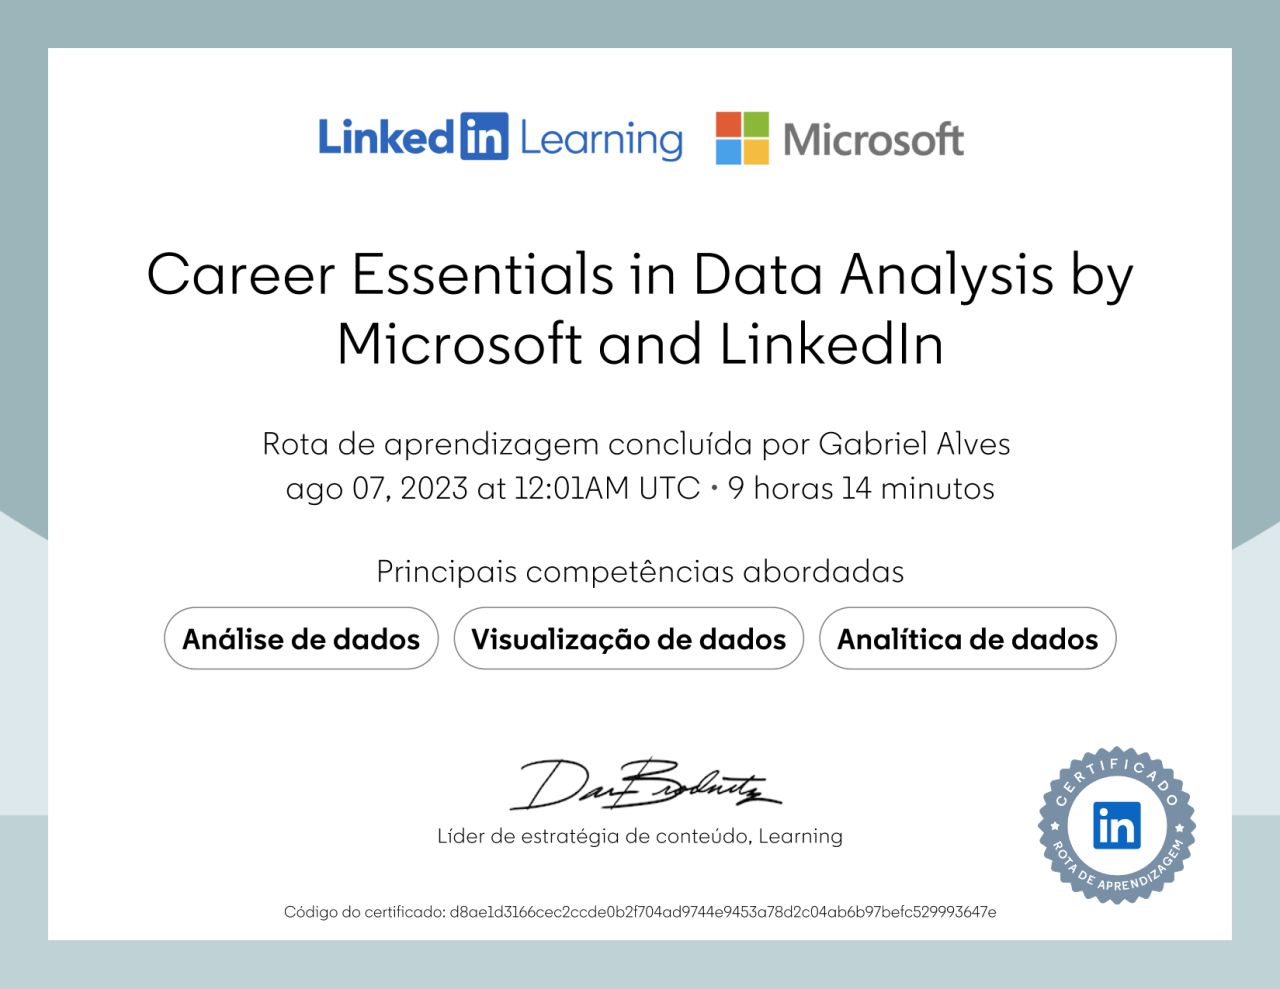 LinkedIn Learning Microsoft
Career Essentials in Data Analysis by
Microsoft and LinkedIn
Rota de aprendizagem concluída por Gabriel Alves
ago 07, 2023 at 12:01AM UTC • 9 horas 14 minutos
Principais competências abordadas
Análise de dados Visualização de dados Analítica de dados
Dan Brodnitz
Líder de estratégia de conteúdo, Learning
CERTIFICADO
in
ROTA DE APRENDIZAGEM
Código do certificado: d8ae1d3166cec2ccde0b2f704ad9744e9453a78d2c04ab6b97befc529993647e